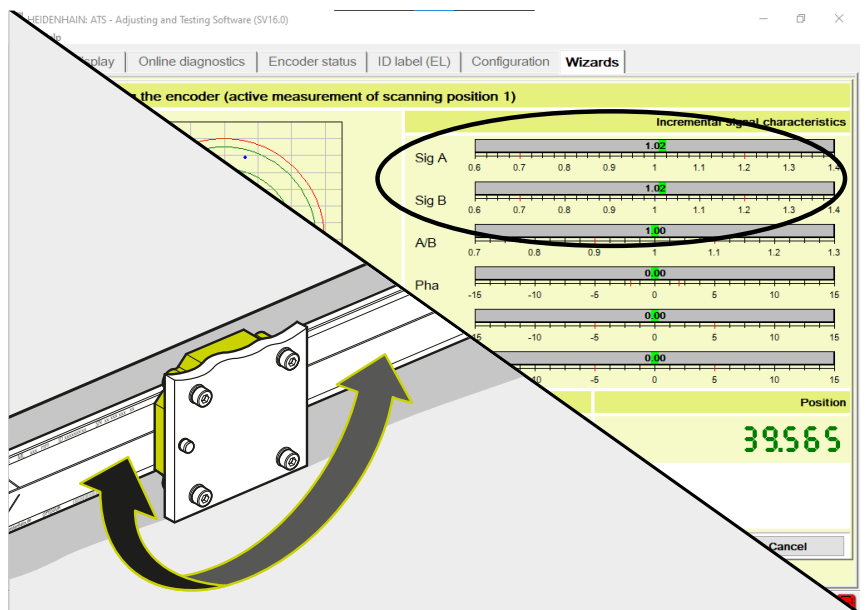 HEIDENHAIN: ATS - Adjusting and Testing Software (SV16.0)
Online diagnostics Encoder status ID label (EL) Configuration Wizards
the encoder (active measurement of scanning position 1)
Incremental signal characteristics
1.02
Sig A
0.6 0.7 0.8 0.9 1 1.1 1.2 1.3 1.4
1.02
Sig B
0.6 0.7 0.8 0.9 1 1.1 1.2 1.3 1.4
1.00
A/B
0.7 0.8 0.9 1 1.1 1.2 1.3
0.00
Pha
-15 -10 -5 0 5 10 15
0.00
-10 -5 0 5 10 15
0.00
-5 0 5 10 15
Position
39.565
Cancel